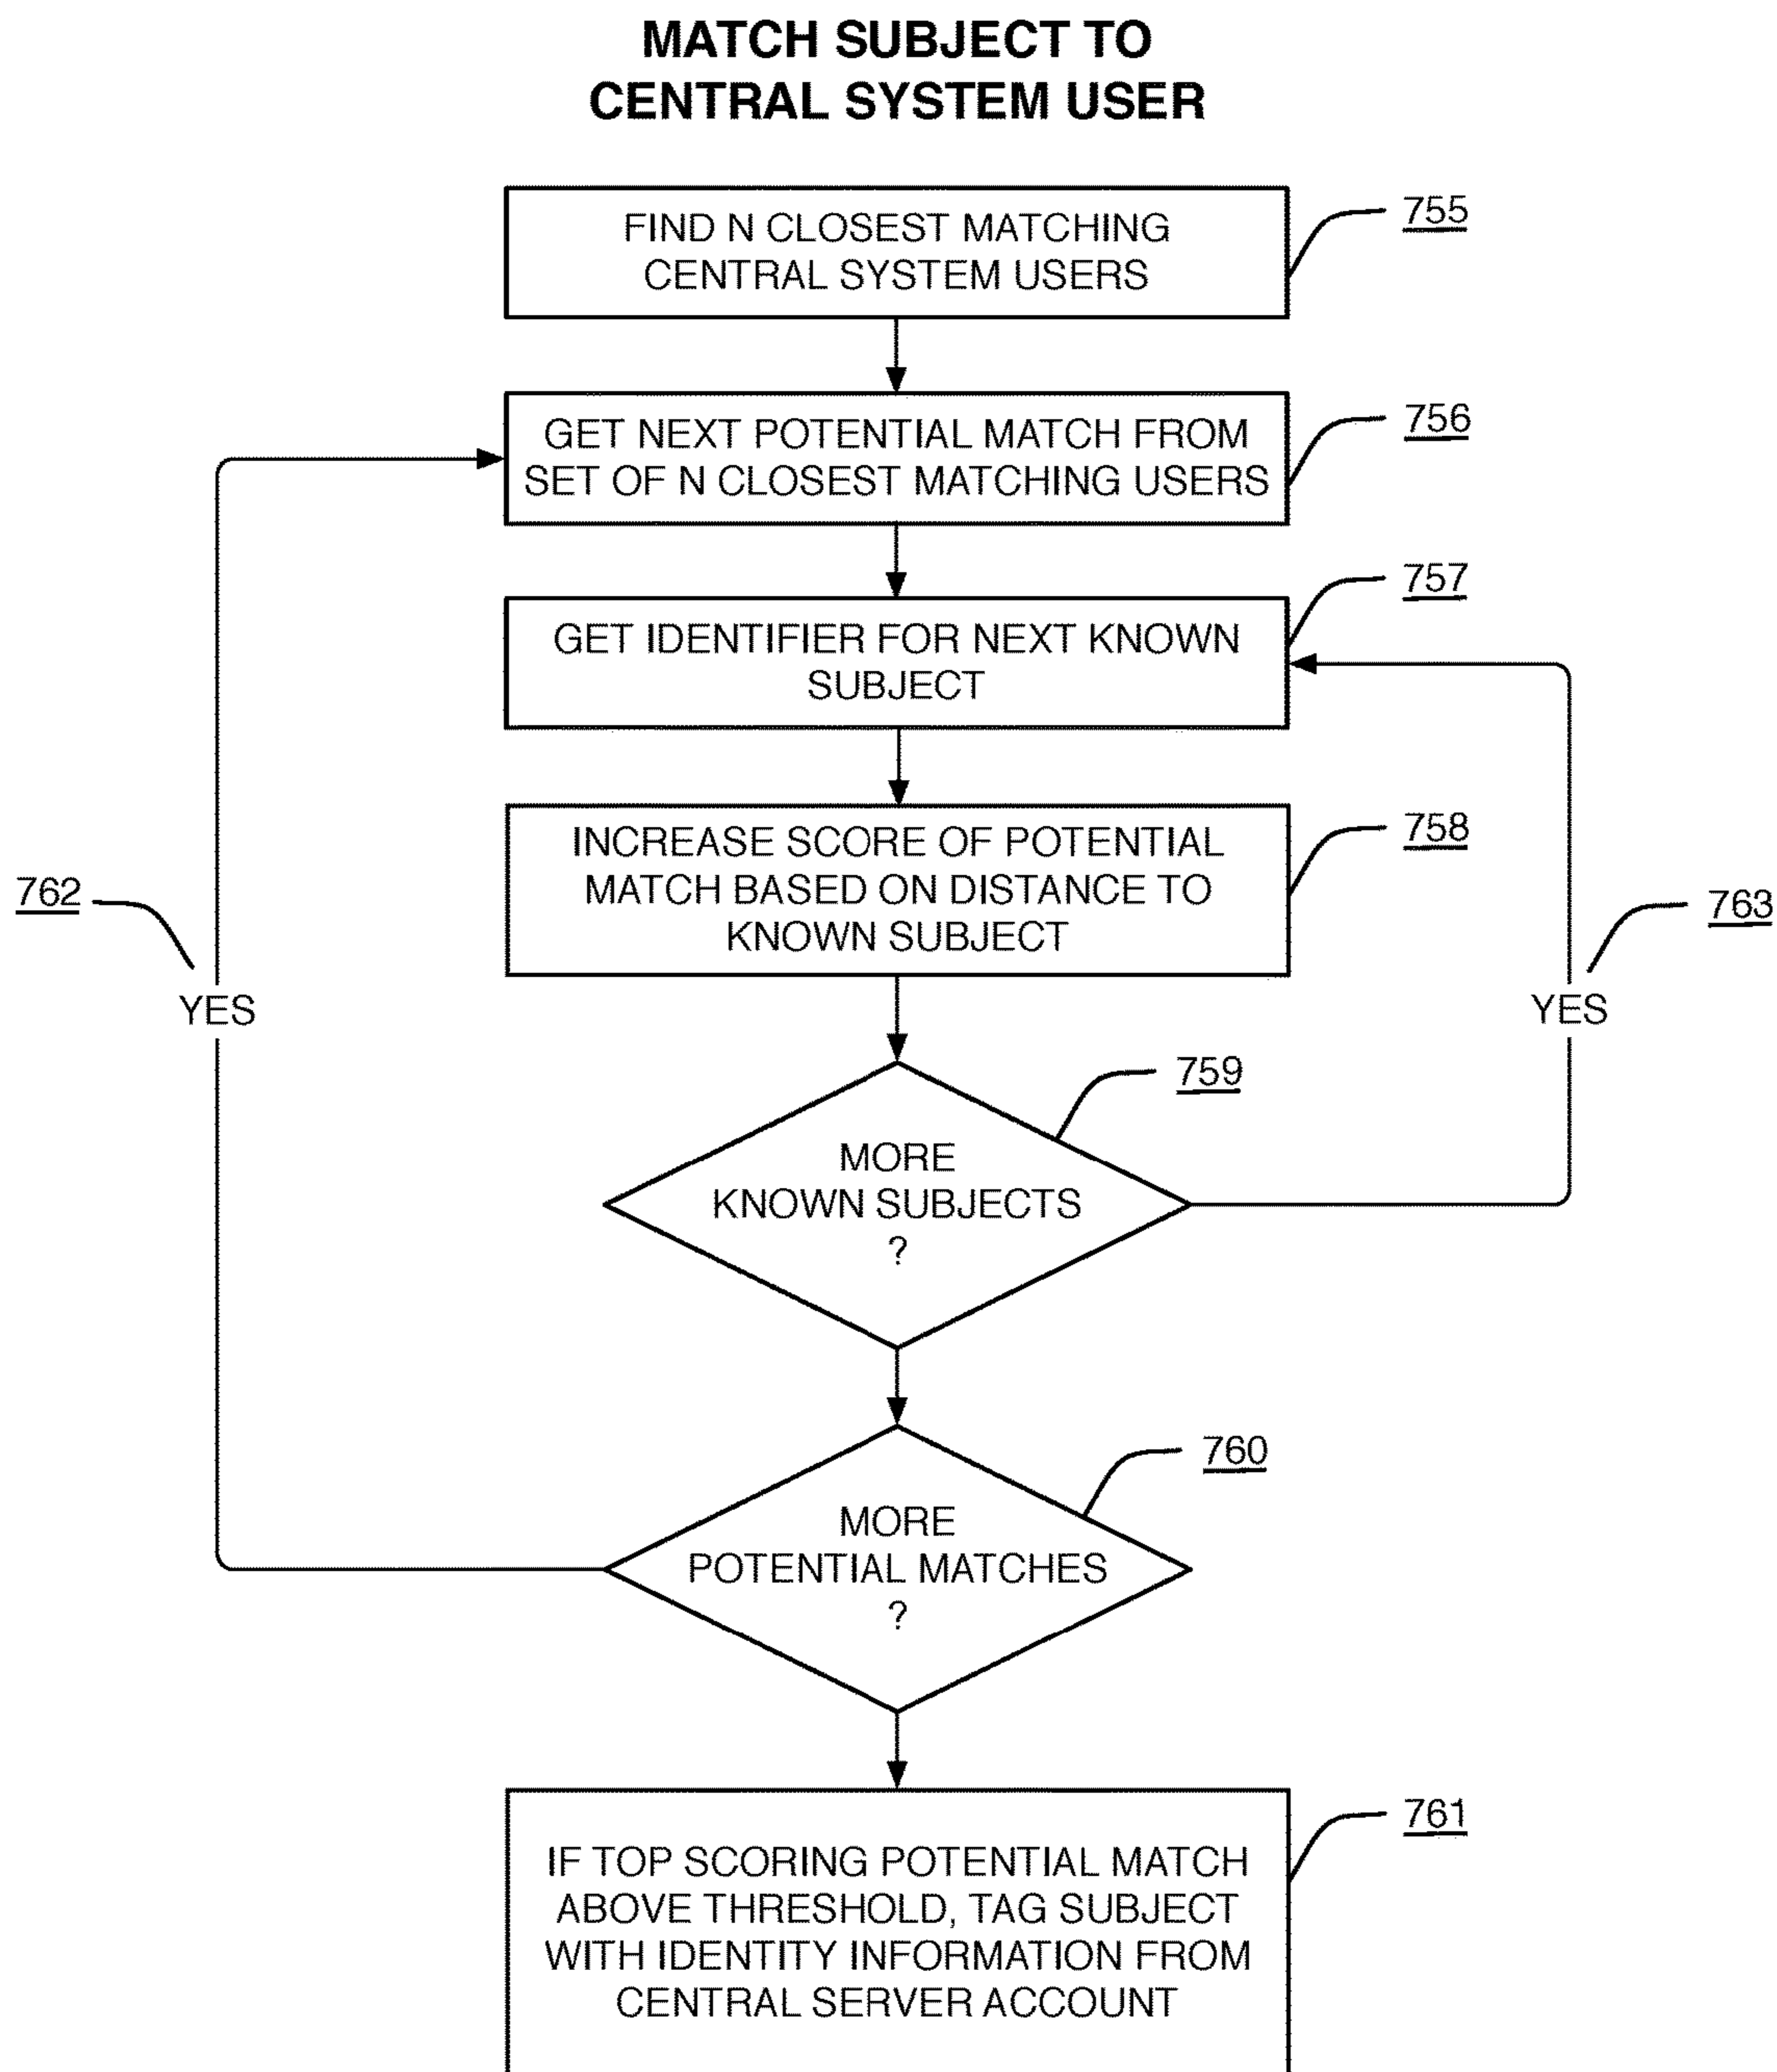 MATCH SUBJECT TO
CENTRAL SYSTEM USER
FIND N CLOSEST MATCHING
CENTRAL SYSTEM USERS
755
GET NEXT POTENTIAL MATCH FROM
SET OF N CLOSEST MATCHING USERS
756
GET IDENTIFIER FOR NEXT KNOWN
SUBJECT
757
INCREASE SCORE OF POTENTIAL
MATCH BASED ON DISTANCE TO
KNOWN SUBJECT
758
762
YES
763
YES
759
MORE
KNOWN SUBJECTS
?
760
MORE
POTENTIAL MATCHES
?
761
IF TOP SCORING POTENTIAL MATCH
ABOVE THRESHOLD, TAG SUBJECT
WITH IDENTITY INFORMATION FROM
CENTRAL SERVER ACCOUNT